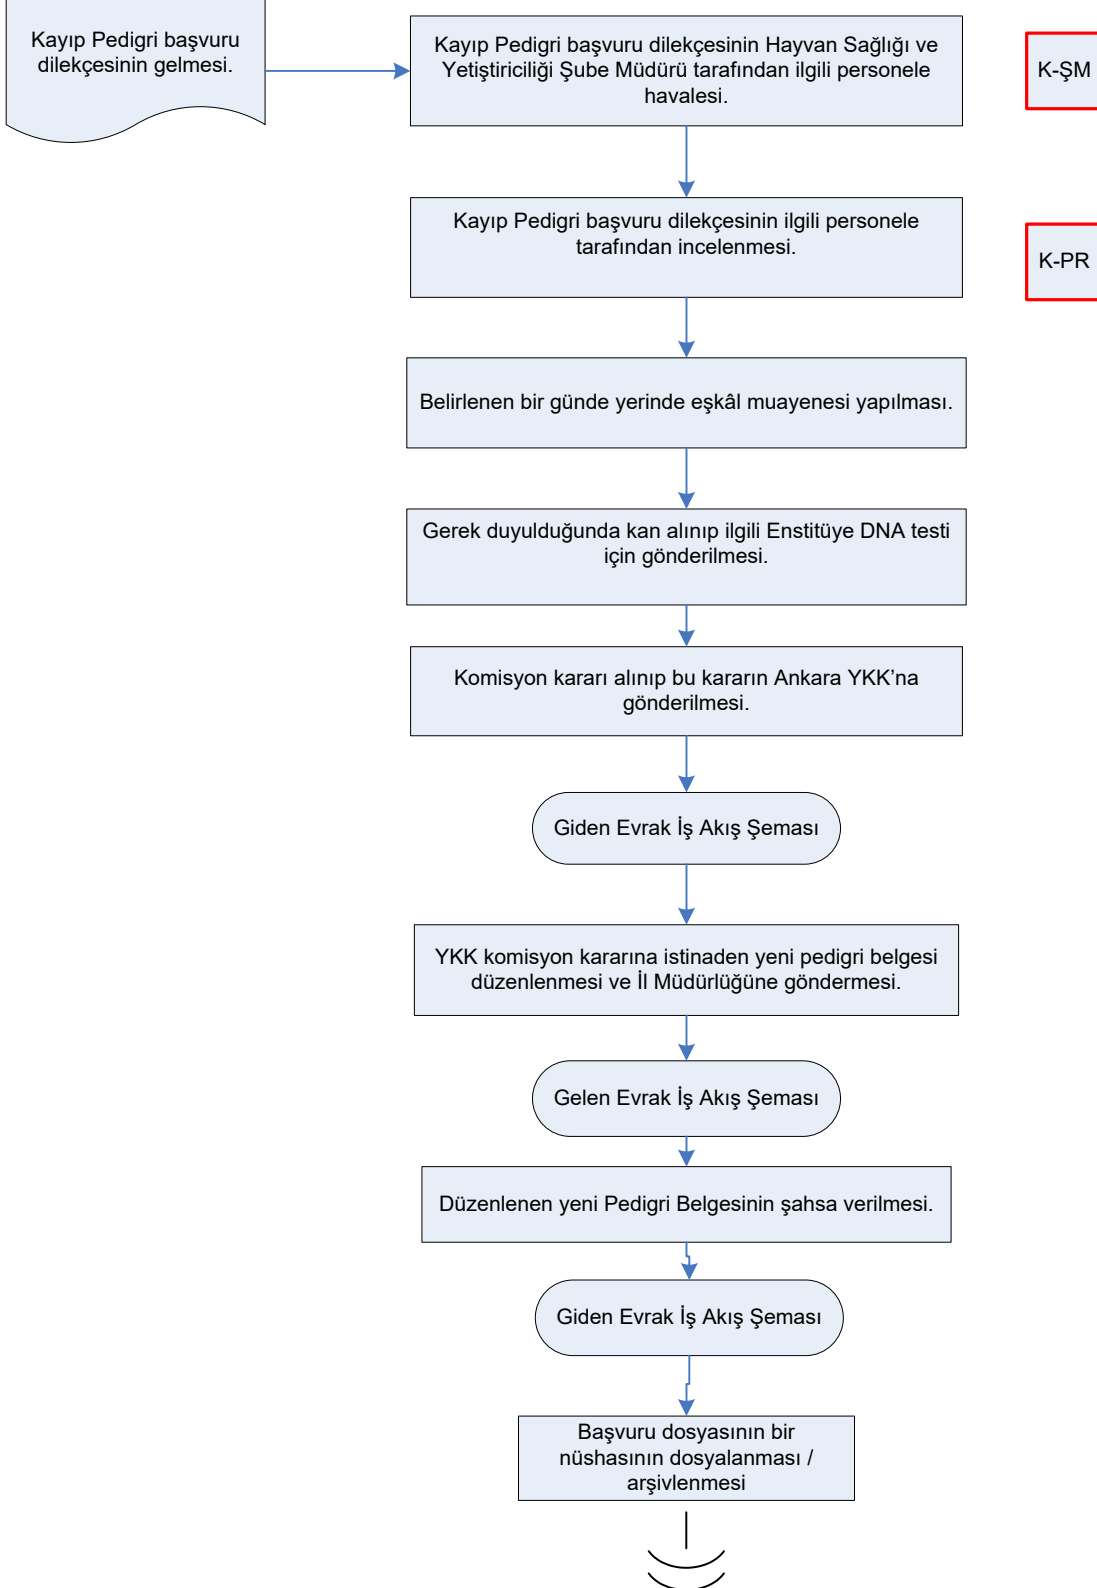 Kayıp Pedigri başvuru
dilekçesinin gelmesi.
Kayıp Pedigri başvuru dilekçesinin Hayvan Sağlığı ve
Yetiştiriciliği Şube Müdürü tarafından ilgili personele
havalesi.
K-ŞM
Kayıp Pedigri başvuru dilekçesinin ilgili personele
tarafından incelenmesi.
K-PR
Belirlenen bir günde yerinde eşkâl muayenesi yapılması.
Gerek duyulduğunda kan alınıp ilgili Enstitüye DNA testi
için gönderilmesi.
Komisyon kararı alınıp bu kararın Ankara YKK’na
gönderilmesi.
Giden Evrak İş Akış Şeması
YKK komisyon kararına istinaden yeni pedigri belgesi
düzenlenmesi ve İl Müdürlüğüne göndermesi.
Gelen Evrak İş Akış Şeması
Düzenlenen yeni Pedigri Belgesinin şahsa verilmesi.
Giden Evrak İş Akış Şeması
Başvuru dosyasının bir
nüshasının dosyalanması /
arşivlenmesi